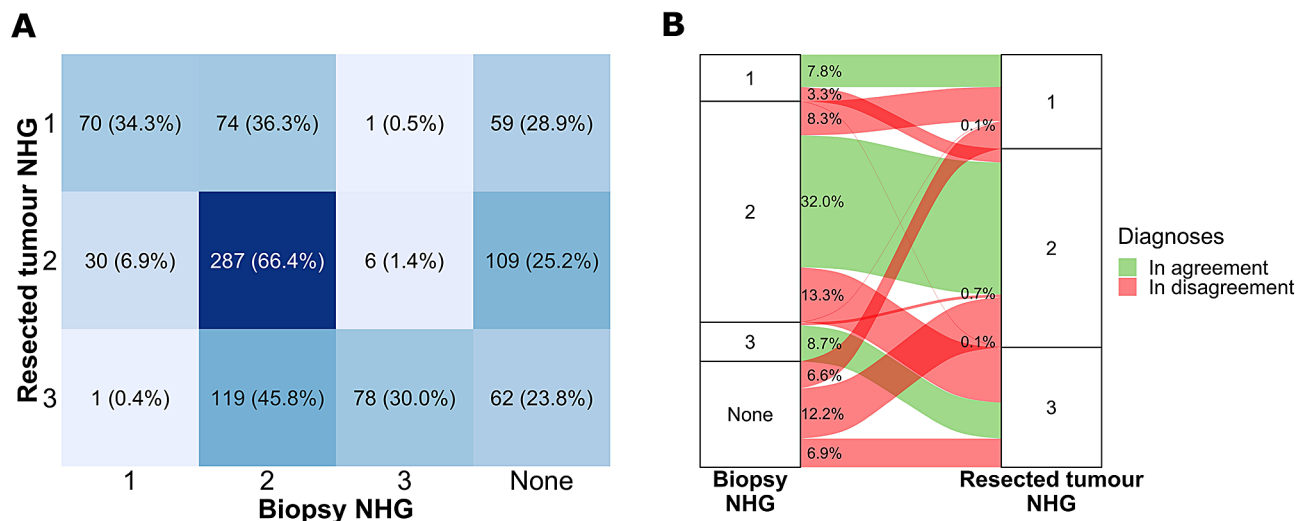 A
Resected tumour NHG
1
70 (34.3%) 74 (36.3%) 1 (0.5%) 59 (28.9%)
2
30 (6.9%) 287 (66.4%) 6 (1.4%) 109 (25.2%)
3
1 (0.4%) 119 (45.8%) 78 (30.0%) 62 (23.8%)
1 2 3 None
Biopsy NHG
B
1
2
3
None
7.8%
3.3%
8.3%
32.0%
13.3%
8.7%
6.6%
12.2%
6.9%
0.1%
0.7%
0.1%
1
2
3
Biopsy
NHG
Resected tumour
NHG
Diagnoses
In agreement
In disagreement